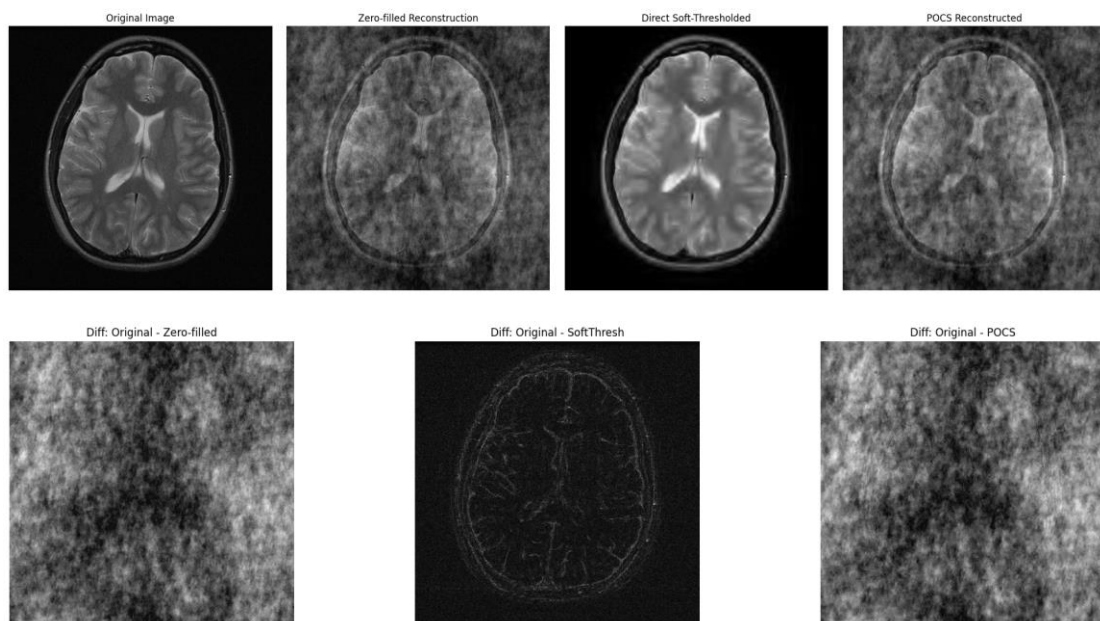 Original Image
Zero-filled Reconstruction
Direct Soft-Thresholded
POCS Reconstructed
Diff: Original - Zero-filled
Diff: Original - SoftThresh
Diff: Original - POCS